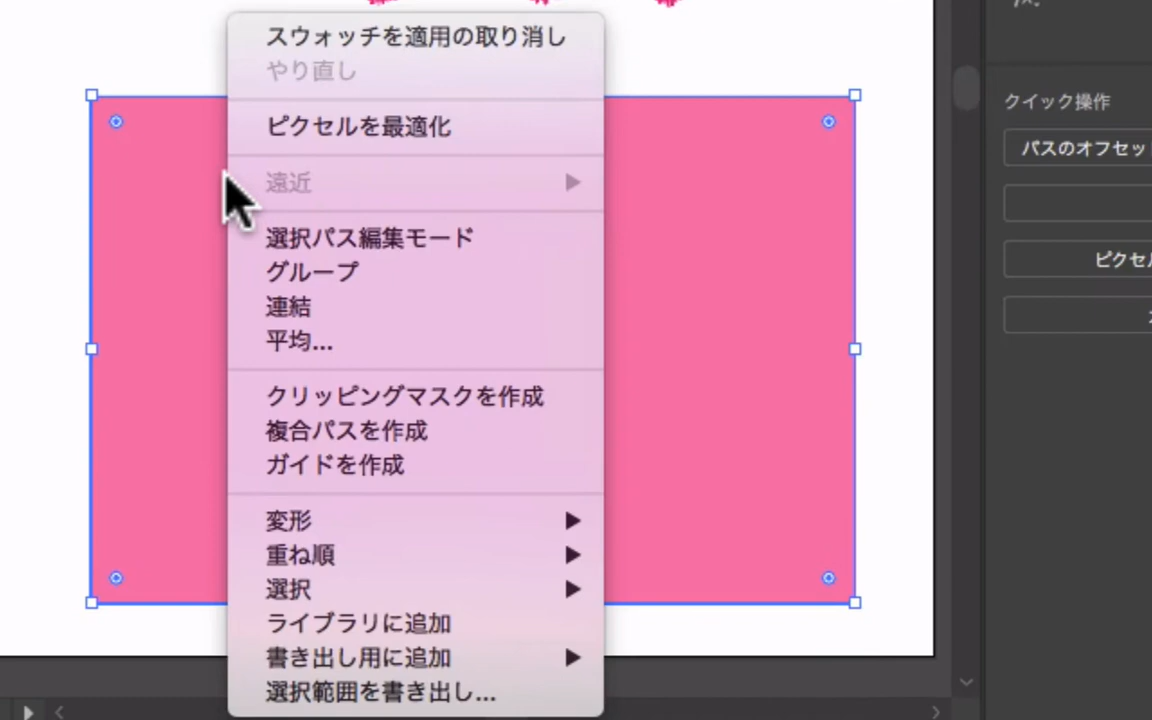 スウォッチを適用の取り消し
やり直し
ピクセルを最適化
遠近
選択パス編集モード
グループ
連結
平均...
クリッピングマスクを作成
複合パスを作成
ガイドを作成
変形
重ね順
選択
ライブラリに追加
書き出し用に追加
選択範囲を書き出し...
クイック操作
パスのオフセッ
ピクセル